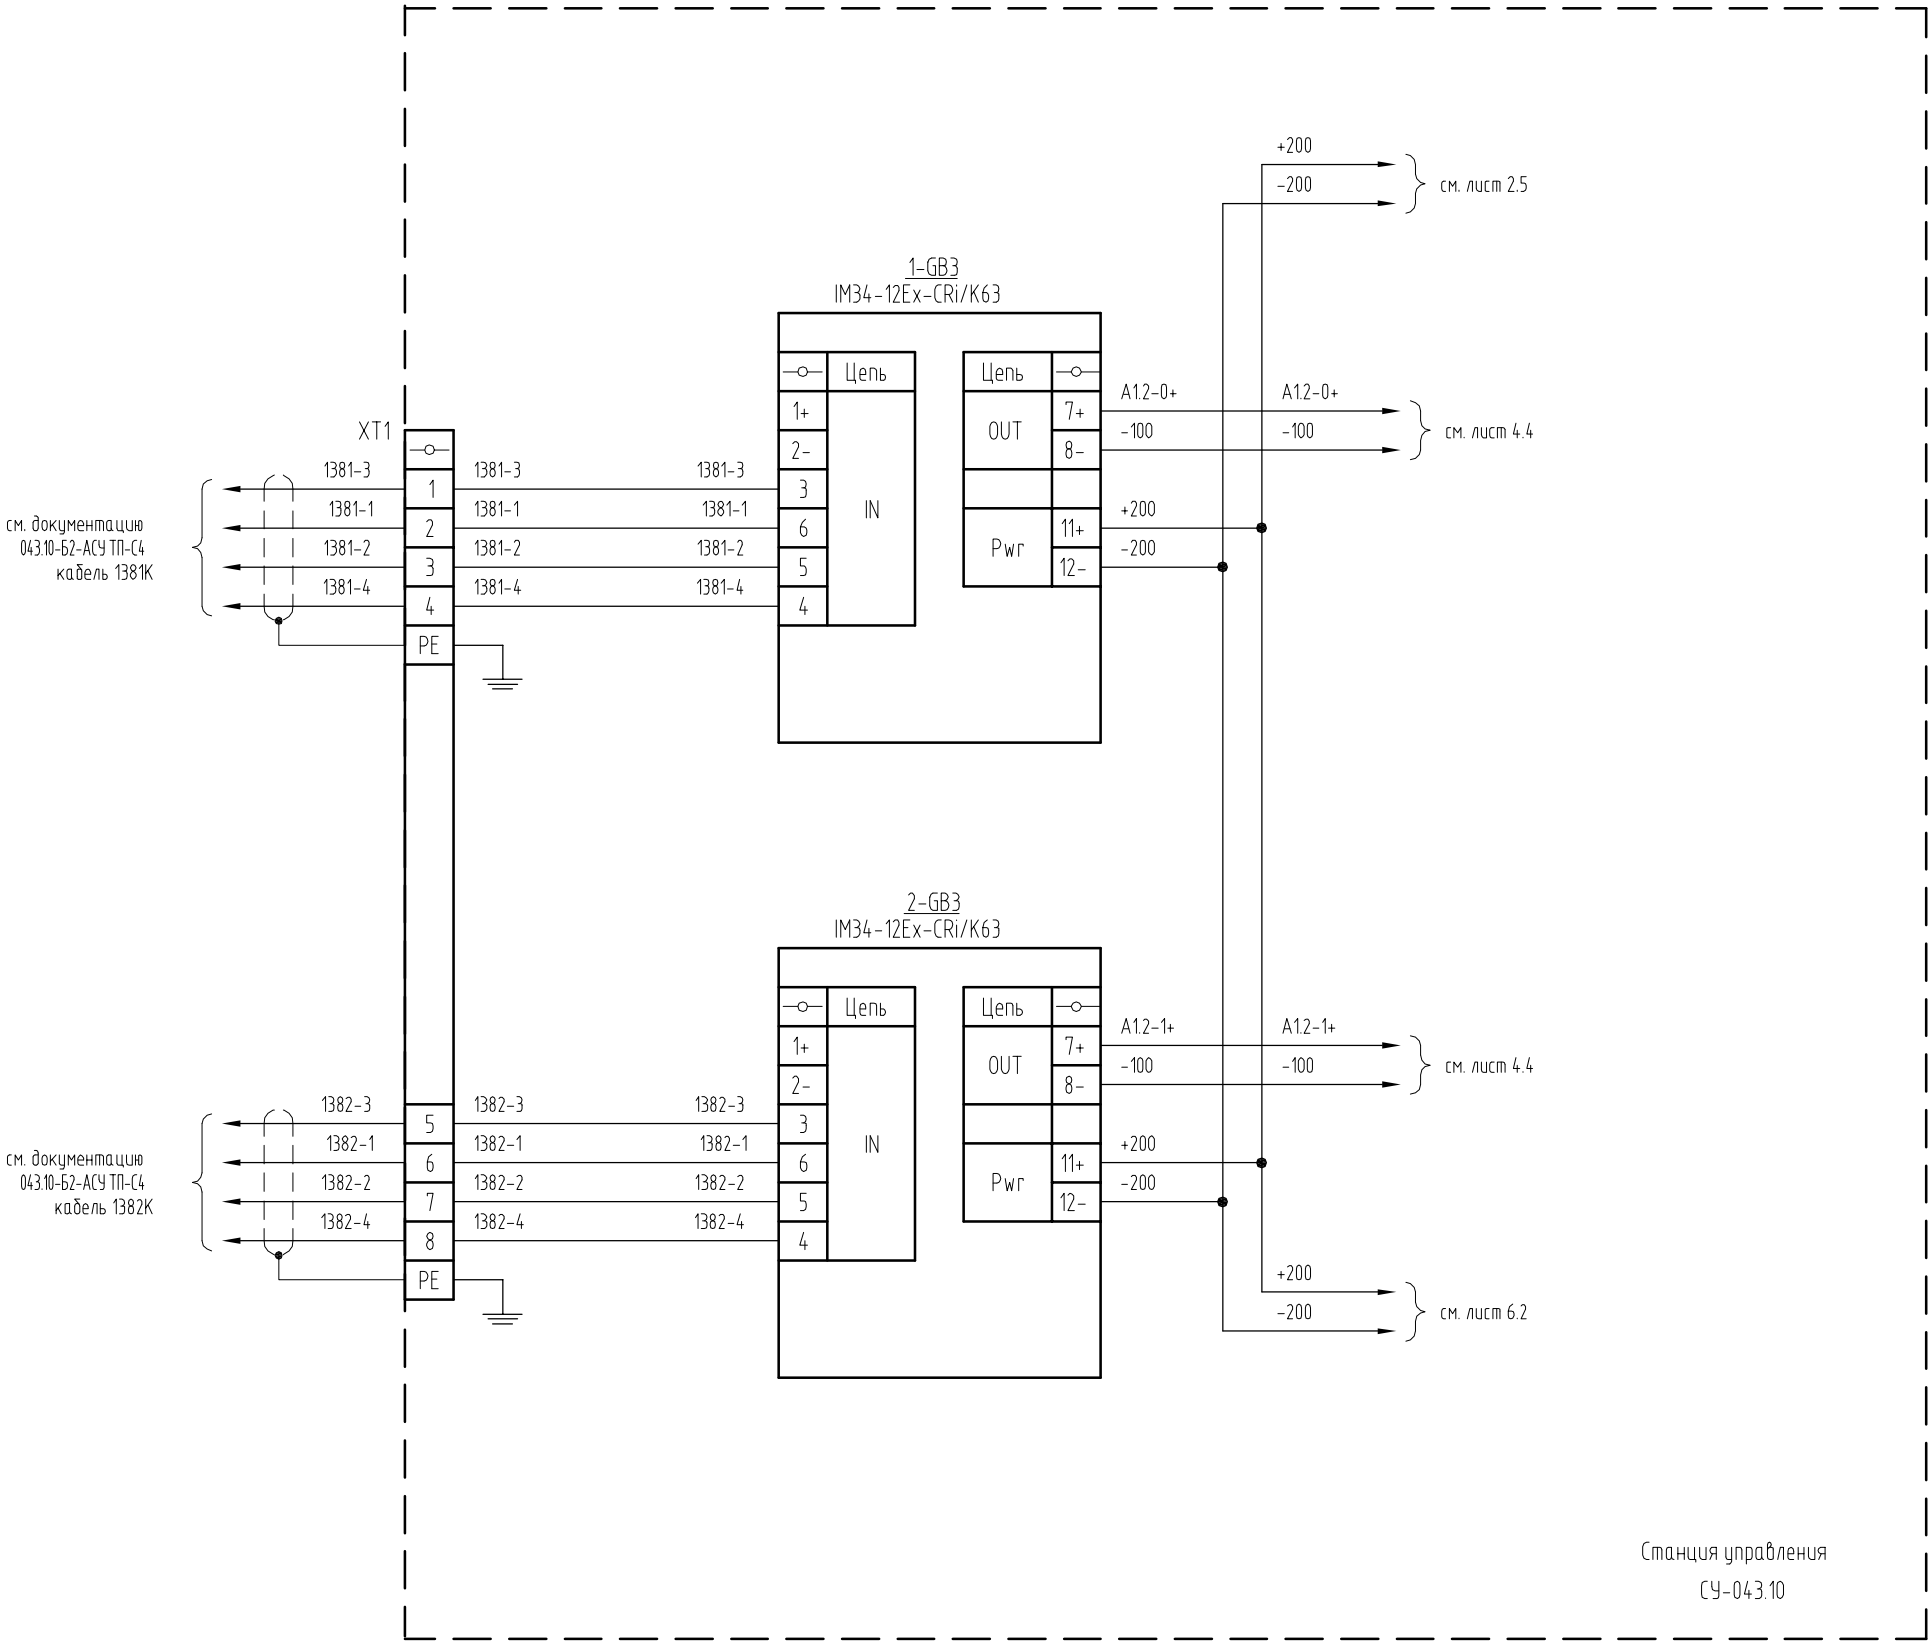 +200
-200
см. лист 2.5
1-GB3
IM34-12Ex-CRi/K63
Цепь
Цепь
1+
2-
3
6
5
4
IN
OUT
Pwr
7+
8-
11+
12-
A1.2-0+
A1.2-0+
-100
-100
см. лист 4.4
+200
-200
XT1
1381-3
1
1381-3
1381-3
1381-1
2
1381-1
1381-1
1381-2
3
1381-2
1381-2
1381-4
4
1381-4
1381-4
PE
см. документацию
043.10-Б2-АСУ ТП-С4
кабель 1381К
2-GB3
IM34-12Ex-CRi/K63
Цепь
Цепь
1+
2-
3
6
5
4
IN
OUT
Pwr
7+
8-
11+
12-
A1.2-1+
A1.2-1+
-100
-100
см. лист 4.4
+200
-200
1382-3
5
1382-3
1382-3
1382-1
6
1382-1
1382-1
1382-2
7
1382-2
1382-2
1382-4
8
1382-4
1382-4
PE
см. документацию
043.10-Б2-АСУ ТП-С4
кабель 1382К
+200
-200
см. лист 6.2
Станция управления
СУ-043.10